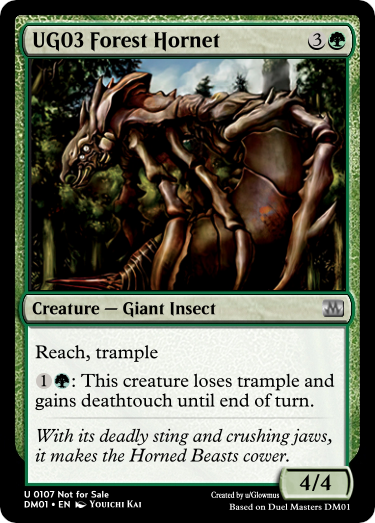 UG03 Forest Hornet 3
Creature — Giant Insect
Reach, trample
1: This creature loses trample and
gains deathtouch until end of turn.
With its deadly sting and crushing jaws,
it makes the Horned Beasts cower.
4/4
U 0107 Not for Sale
DM01 • EN Youichi Kai
Created by u/Glowmus
Based on Duel Masters DM01